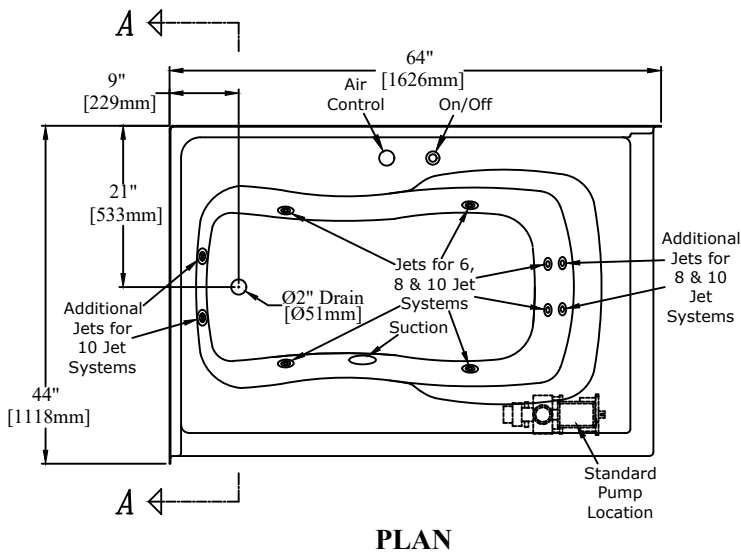 A
64"
[1626mm]
9"
[229mm]
Air
Control
On/Off
21"
[533mm]
Additional
Jets for
8 & 10
Jet
Systems
Jets for 6,
8 & 10 Jet
Systems
Ø2" Drain
[Ø51mm]
Additional
Jets for
10 Jet
Systems
Suction
44"
[1118mm]
A
Standard
Pump
Location
PLAN